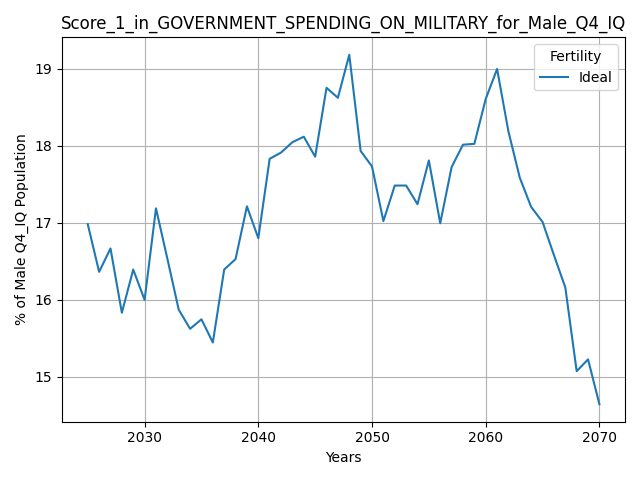 Score_1_in_GOVERNMENT_SPENDING_ON_MILITARY_for_Male_Q4_IQ
Fertility
Ideal
19
18
17
16
15
% of Male Q4_IQ Population
2030 2040 2050 2060 2070
Years